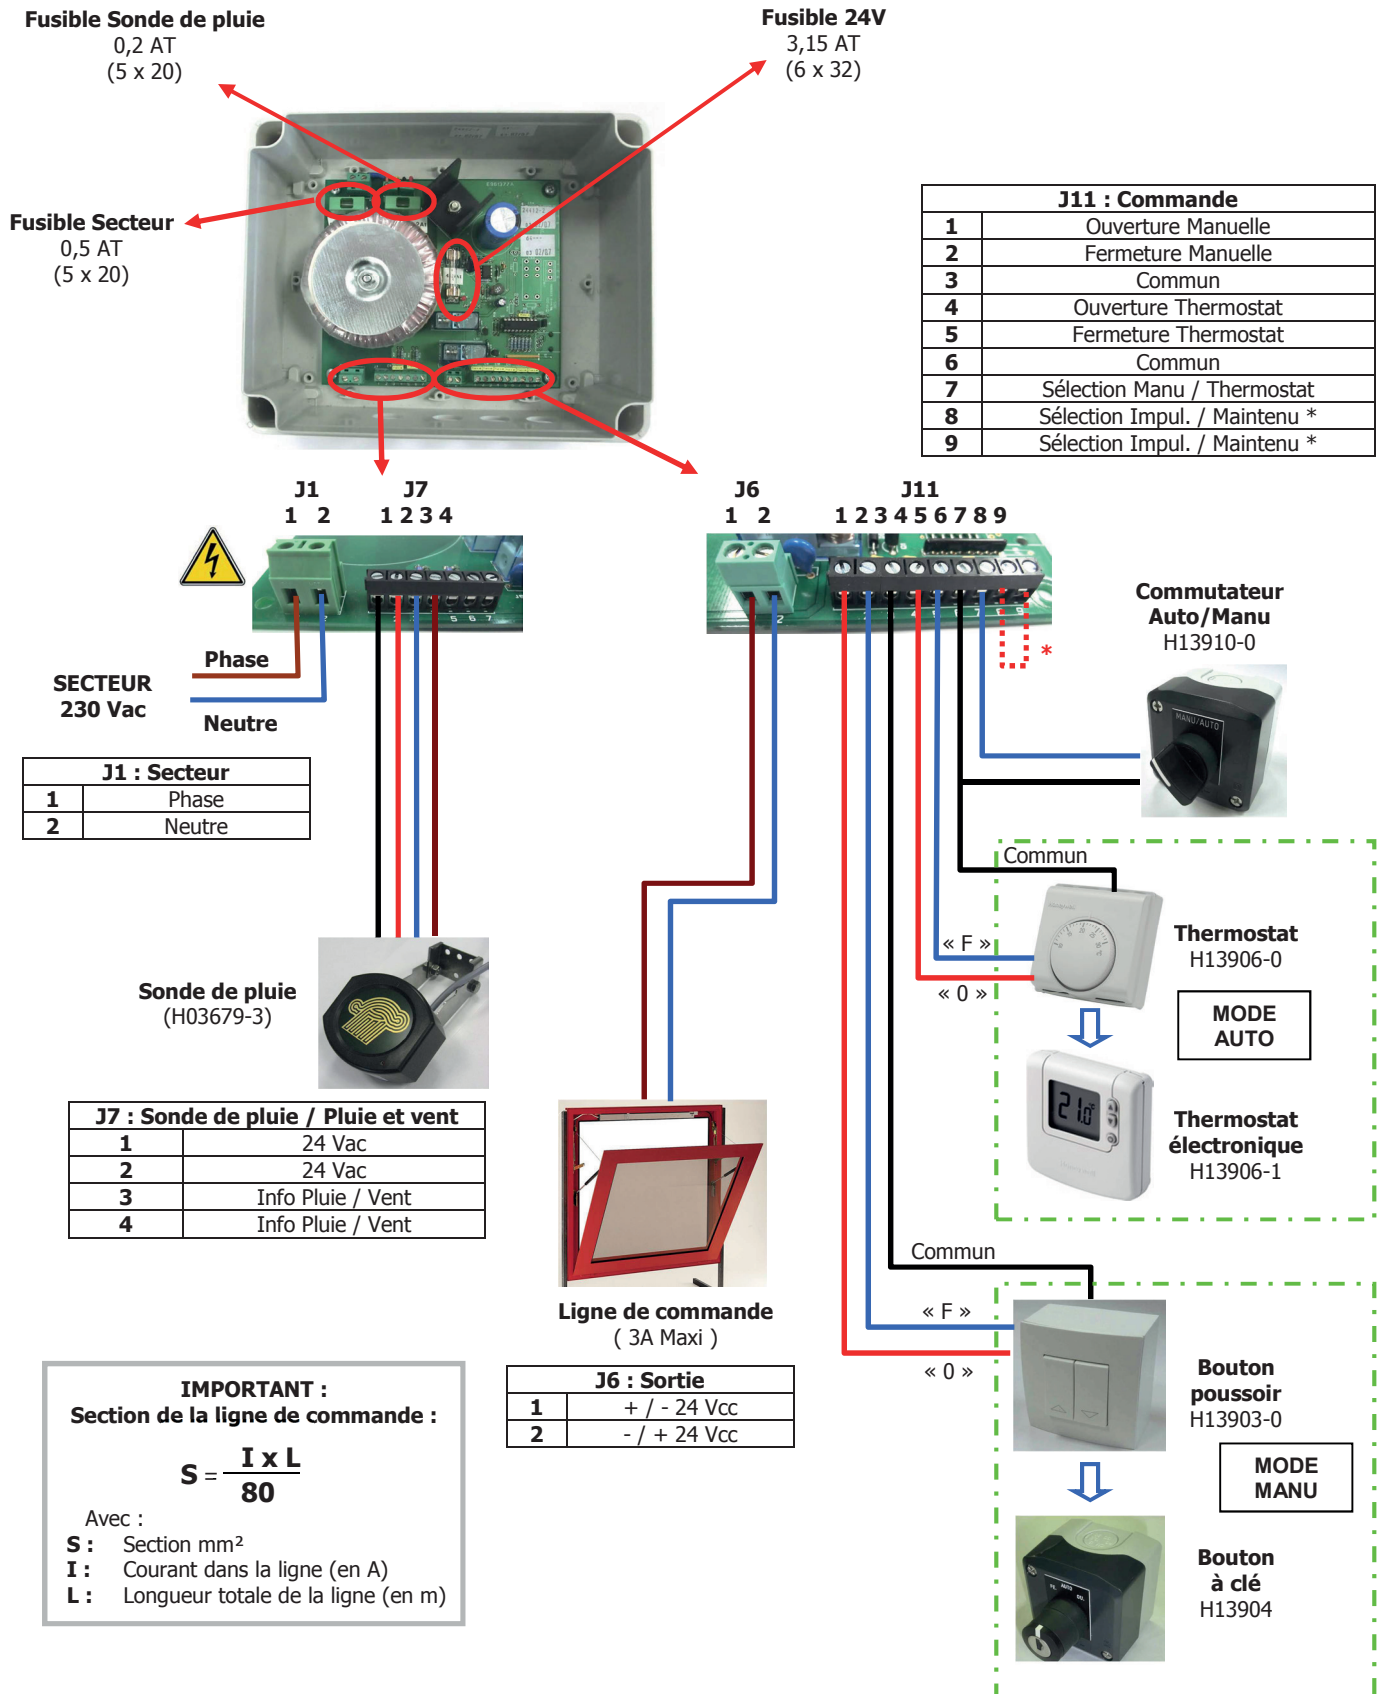 Fusible Sonde de pluie
0,2 AT
(5 x 20)
Fusible 24V
3,15 AT
(6 x 32)
Fusible Secteur
0,5 AT
(5 x 20)
J11 : Commande
1 Ouverture Manuelle
2 Fermeture Manuelle
3 Commun
4 Ouverture Thermostat
5 Fermeture Thermostat
6 Commun
7 Sélection Manu / Thermostat
8 Sélection Impul. / Maintenu *
9 Sélection Impul. / Maintenu *
J1
1 2
J7
1 2 3 4
J6
1 2
J11
1 2 3 4 5 6 7 8 9
5 6 7
*
Commutateur
Auto/Manu
H13910-0
MANU/AUTO
Phase
SECTEUR
230 Vac
Neutre
J1 : Secteur
1 Phase
2 Neutre
Commun
« F »
« 0 »
Thermostat
H13906-0
MODE
AUTO
21.0°
Thermostat
électronique
H13906-1
Sonde de pluie
(H03679-3)
J7 : Sonde de pluie / Pluie et vent
1 24 Vac
2 24 Vac
3 Info Pluie / Vent
4 Info Pluie / Vent
Ligne de commande
( 3A Maxi )
J6 : Sortie
1 + / - 24 Vcc
2 - / + 24 Vcc
Commun
« F »
« 0 »
Bouton
poussoir
H13903-0
MODE
MANU
Bouton
à clé
H13904
AUTO
IMPORTANT :
Section de la ligne de commande :
S = I x L
80
Avec :
S : Section mm²
I : Courant dans la ligne (en A)
L : Longueur totale de la ligne (en m)